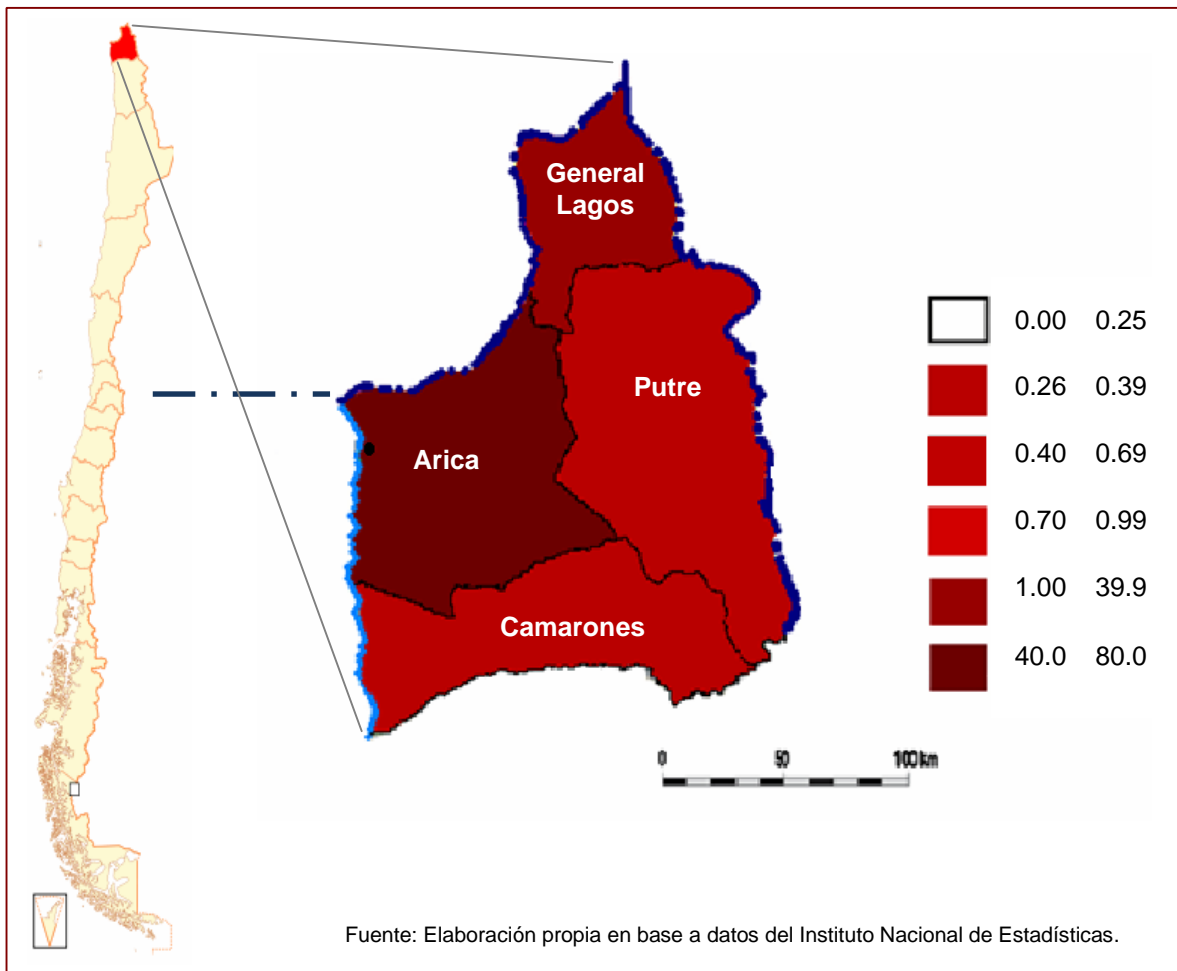 General
Lagos
Putre
Arica
Camarones
0.00 0.25
0.26 0.39
0.40 0.69
0.70 0.99
1.00 39.9
40.0 80.0
0 50 100 km
Fuente: Elaboración propia en base a datos del Instituto Nacional de Estadísticas.